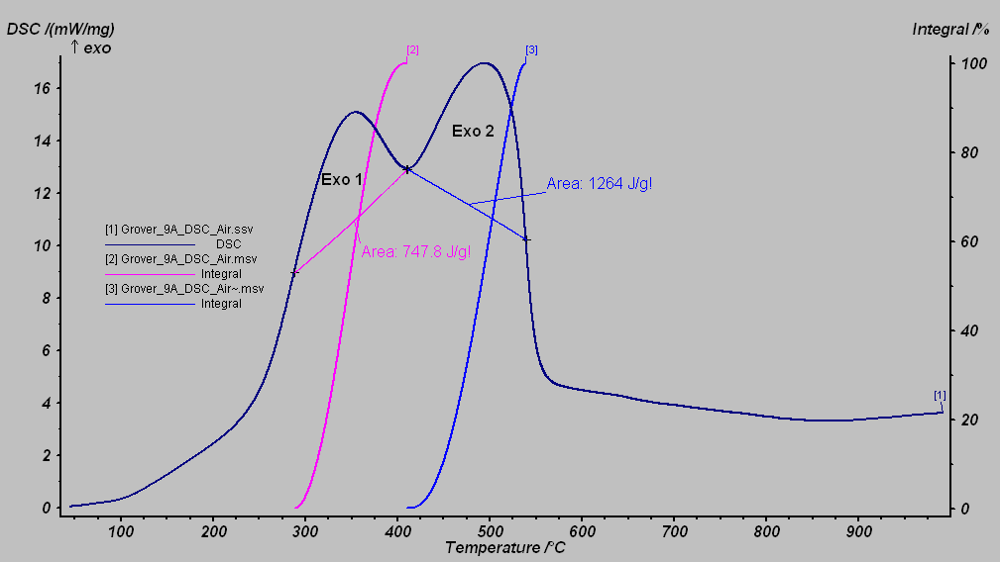 DSC /(mW/mg)
Integral /%
↑ exo
[2]
[3]
16
14
12
10
8
6
4
2
0
100
80
60
40
20
0
Exo 1
Exo 2
Area: 1264 J/g!
Area: 747.8 J/g!
[1] Grover_9A_DSC_Air.ssv
DSC
[2] Grover_9A_DSC_Air.msv
Integral
[3] Grover_9A_DSC_Air~.msv
Integral
[1]
100 200 300 400 500 600 700 800 900
Temperature /°C